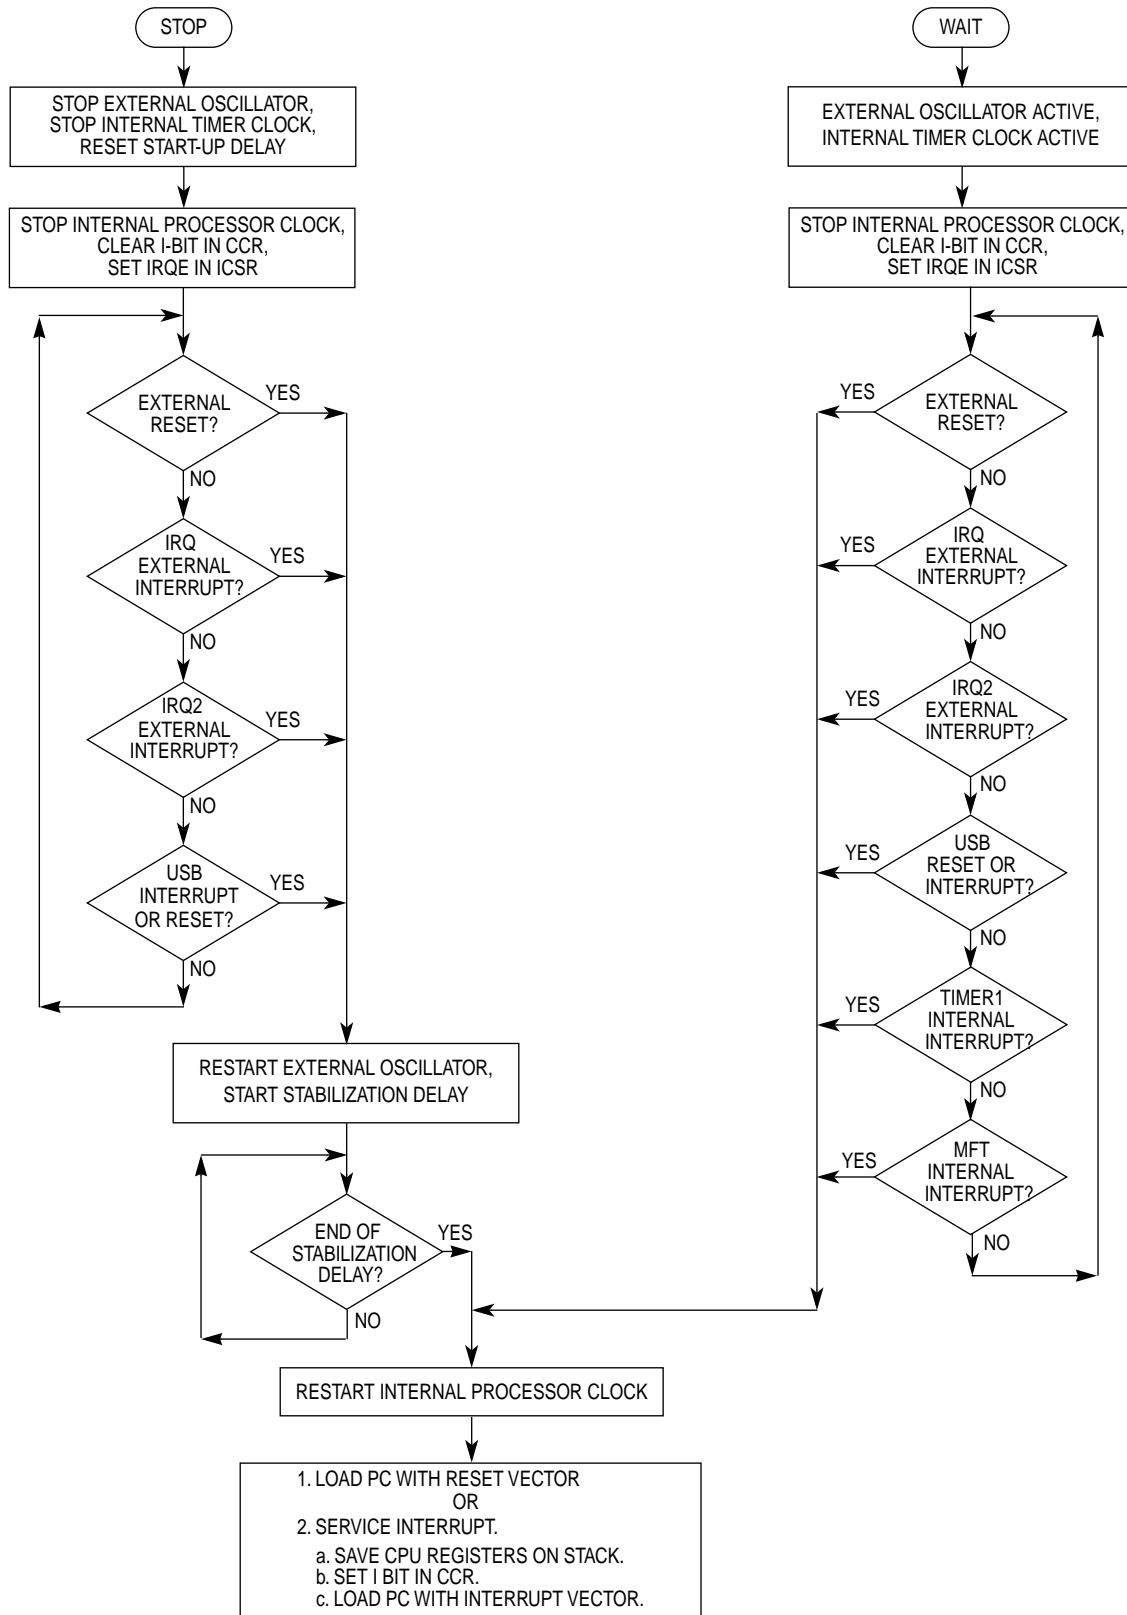 STOP
STOP EXTERNAL OSCILLATOR,
STOP INTERNAL TIMER CLOCK,
RESET START-UP DELAY
STOP INTERNAL PROCESSOR CLOCK,
CLEAR I-BIT IN CCR,
SET IRQE IN ICSR
EXTERNAL
RESET?
YES
NO
IRQ
EXTERNAL
INTERRUPT?
YES
NO
IRQ2
EXTERNAL
INTERRUPT?
YES
NO
USB
INTERRUPT
OR RESET?
YES
NO
RESTART EXTERNAL OSCILLATOR,
START STABILIZATION DELAY
END OF
STABILIZATION
DELAY?
YES
NO
WAIT
EXTERNAL OSCILLATOR ACTIVE,
INTERNAL TIMER CLOCK ACTIVE
STOP INTERNAL PROCESSOR CLOCK,
CLEAR I-BIT IN CCR,
SET IRQE IN ICSR
YES
EXTERNAL
RESET?
NO
YES
IRQ
EXTERNAL
INTERRUPT?
NO
YES
IRQ2
EXTERNAL
INTERRUPT?
NO
YES
USB
RESET OR
INTERRUPT?
NO
YES
TIMER1
INTERNAL
INTERRUPT?
NO
YES
MFT
INTERNAL
INTERRUPT?
NO
RESTART INTERNAL PROCESSOR CLOCK
1. LOAD PC WITH RESET VECTOR
OR
2. SERVICE INTERRUPT.
a. SAVE CPU REGISTERS ON STACK.
b. SET I BIT IN CCR.
c. LOAD PC WITH INTERRUPT VECTOR.